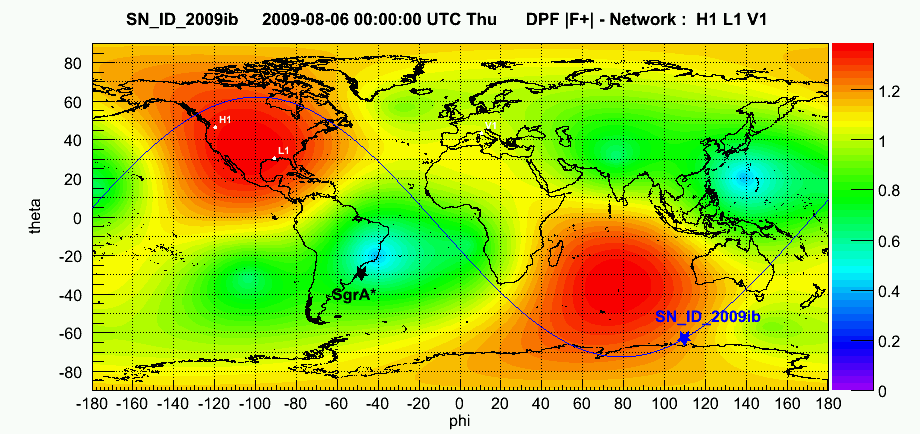 SN_ID_2009ib 2009-08-06 00:00:00 UTC Thu DPF |F+| - Network : H1 L1 V1
theta
80
60
40
20
0
-20
-40
-60
-80
H1
L1
V1
SgrA*
SN_ID_2009ib
-180 -160 -140 -120 -100 -80 -60 -40 -20 0 20 40 60 80 100 120 140 160 180
phi
1.2
1
0.8
0.6
0.4
0.2
0